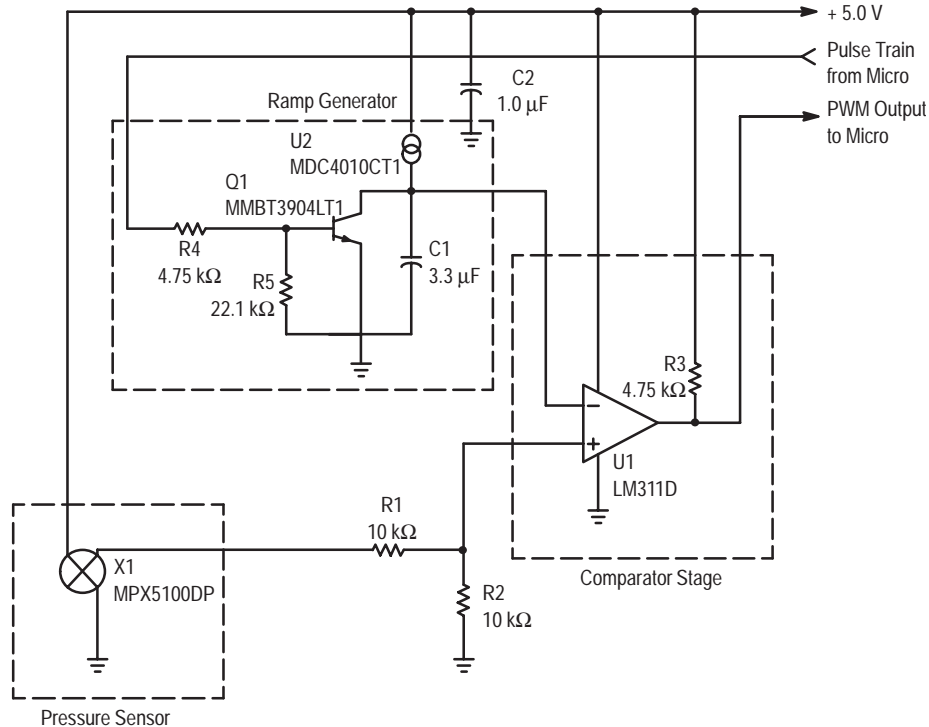 + 5.0 V
Pulse Train
from Micro
PWM Output
to Micro
C2
1.0 µF
Ramp Generator
U2
MDC4010CT1
Q1
MMBT3904LT1
R4
4.75 kΩ
R5
22.1 kΩ
C1
3.3 µF
R3
4.75 kΩ
U1
LM311D
Comparator Stage
R1
10 kΩ
R2
10 kΩ
X1
MPX5100DP
Pressure Sensor